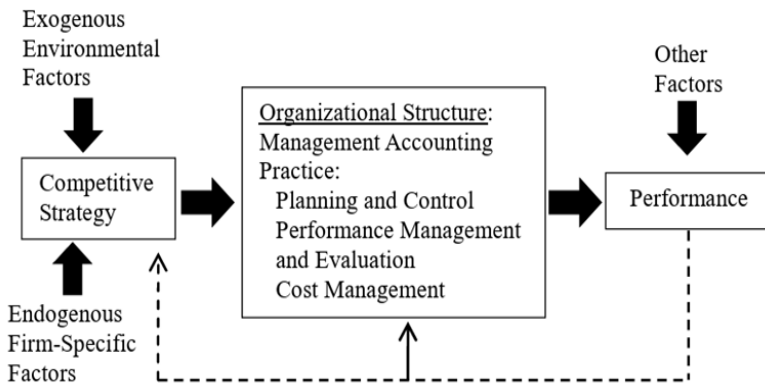 Exogenous
Environmental
Factors
Other
Factors
Competitive
Strategy
Organizational Structure:
Management Accounting
Practice:
Planning and Control
Performance Management
and Evaluation
Cost Management
Performance
Endogenous
Firm-Specific
Factors